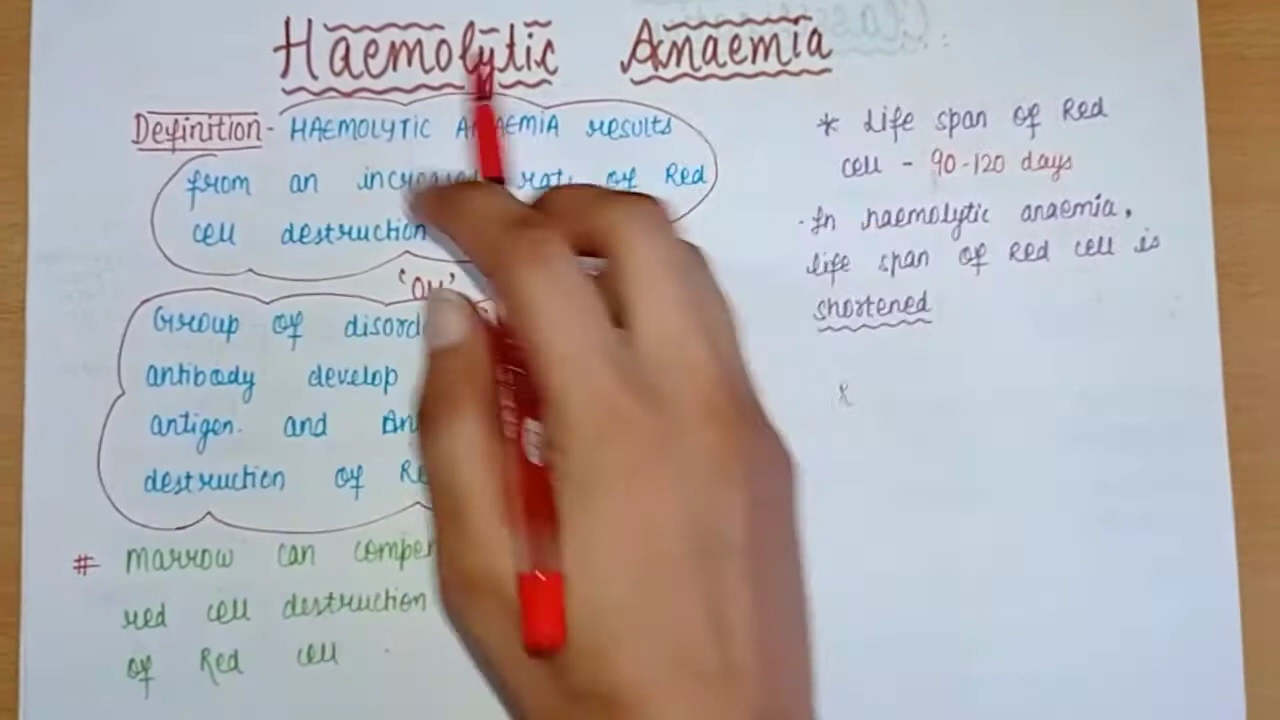 Haemolytic Anaemia
Definition - HAEMOLYTIC ANAEMIA results
from an increased rate of Red
cell destruction
'Or'
Group of
antibody develop
antigen. and
destruction of
# Marrow can
red cell destruction
of Red cell
* Life span of Red
cell - 90-120 days
- In haemolytic anaemia,
life span of Red cell is
shortened